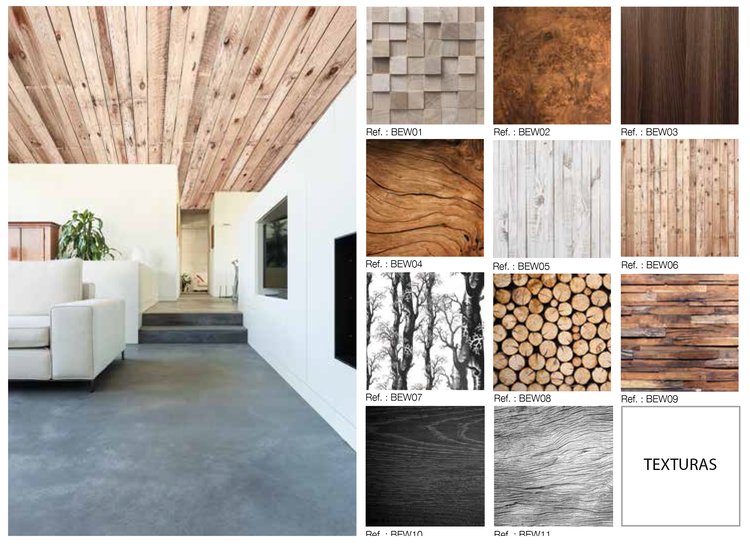 Ref. : BEW01
Ref. : BEW02
Ref. : BEW03
Ref. : BEW04
Ref. : BEW05
Ref. : BEW06
Ref. : BEW07
Ref. : BEW08
Ref. : BEW09
TEXTURAS
Ref. : BEW10
Ref. : BEW11